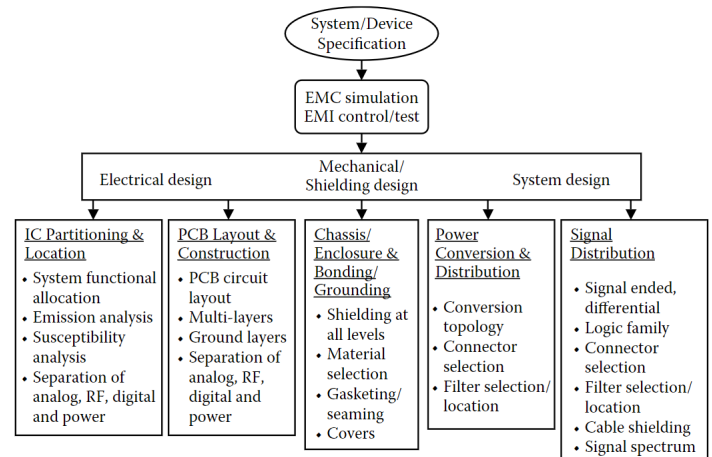 System/Device
Specification
EMC simulation
EMI control/test
Electrical design
Mechanical/
Shielding design
System design
IC Partitioning &
Location
• System functional
allocation
• Emission analysis
• Susceptibility
analysis
• Separation of
analog, RF, digital
and power
PCB Layout &
Construction
• PCB circuit
layout
• Multi-layers
• Ground layers
• Separation of
analog, RF,
digital and
power
Chassis/
Enclosure &
Bonding/
Grounding
• Shielding at
all levels
• Material
selection
• Gasketing/
seaming
• Covers
Power
Conversion &
Distribution
• Conversion
topology
• Connector
selection
• Filter selection/
location
Signal
Distribution
• Signal ended,
differential
• Logic family
• Connector
selection
• Filter selection/
location
• Cable shielding
• Signal spectrum